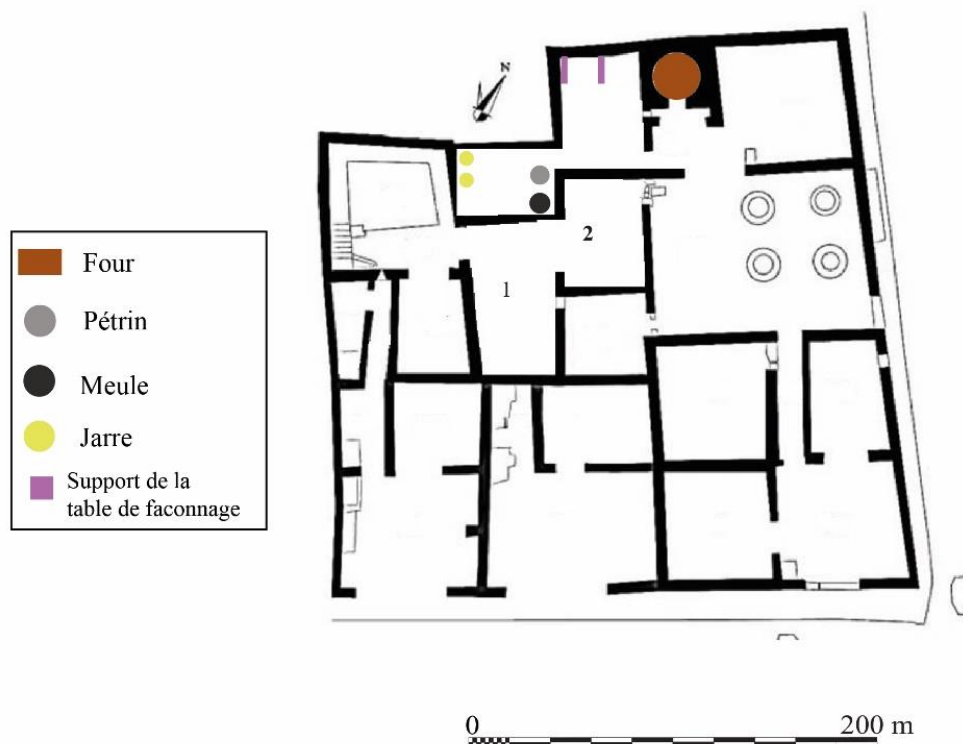 N
2
1
Four
Pétrin
Meule
Jarre
Support de la
table de faconnage
0 200 m